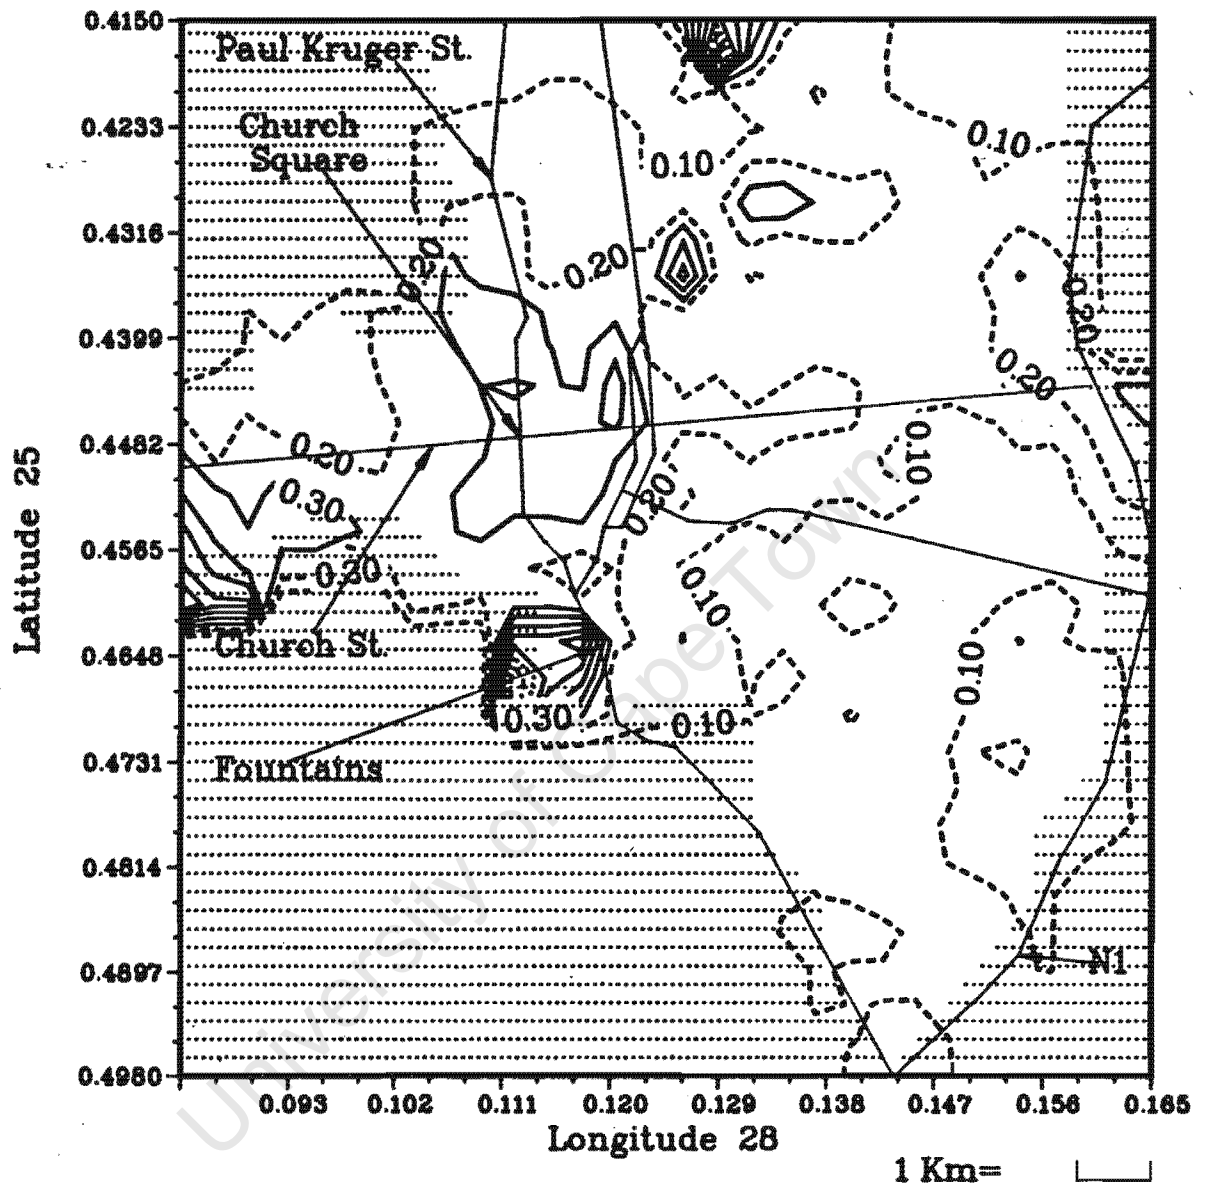 0.4150
Paul Kruger St.
Church
Square
0.4233
0.10
0.10
0.4316
0.20
0.20
0.20
0.4399
0.20
0.4482
0.20
0.10
0.30
0.20
0.4565
0.30
0.10
Church St.
0.4648
0.10
0.30
0.10
Fountains
0.4731
0.4814
0.4897
N1
0.4980
Latitude 25
0.093 0.102 0.111 0.120 0.129 0.138 0.147 0.156 0.165
Longitude 28
1 Km=
University of Cape Town